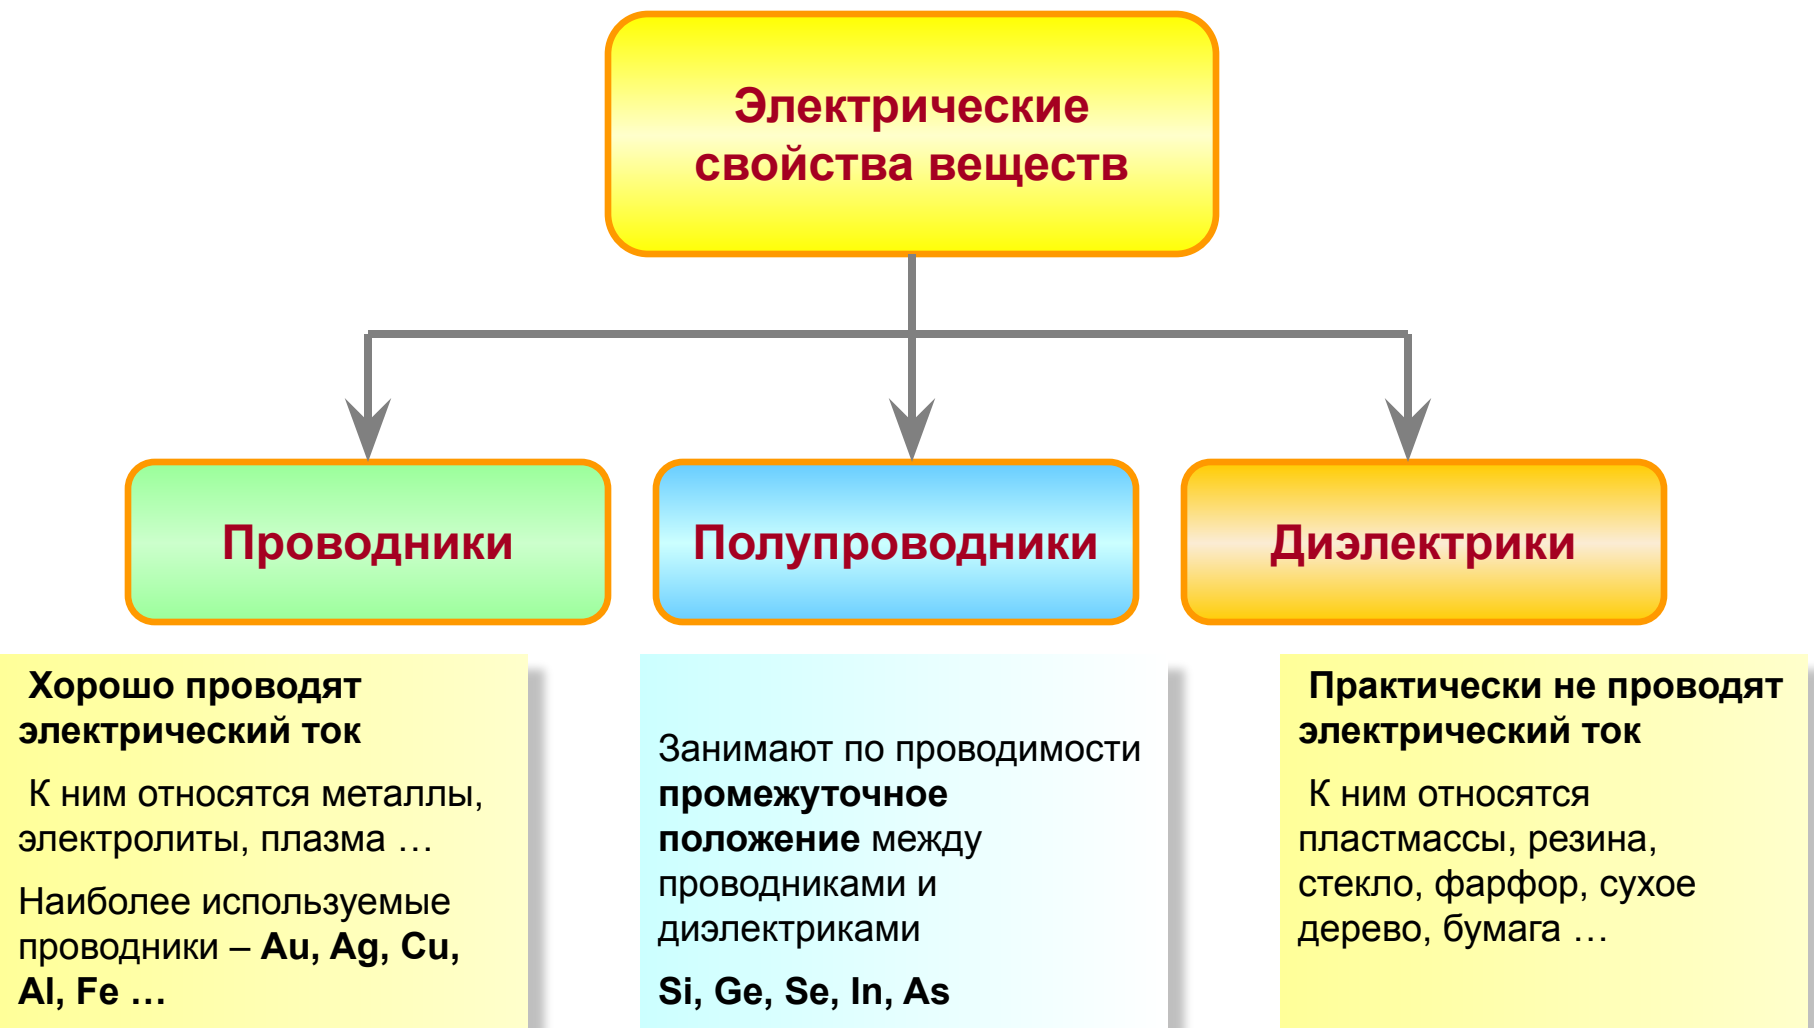 Электрические
свойства веществ
Проводники
Полупроводники
Диэлектрики
Хорошо проводят
электрический ток
К ним относятся металлы,
электролиты, плазма …
Наиболее используемые
проводники – Au, Ag, Cu,
Al, Fe …
Занимают по проводимости
промежуточное
положение между
проводниками и
диэлектриками
Si, Ge, Se, In, As
Практически не проводят
электрический ток
К ним относятся
пластмассы, резина,
стекло, фарфор, сухое
дерево, бумага …